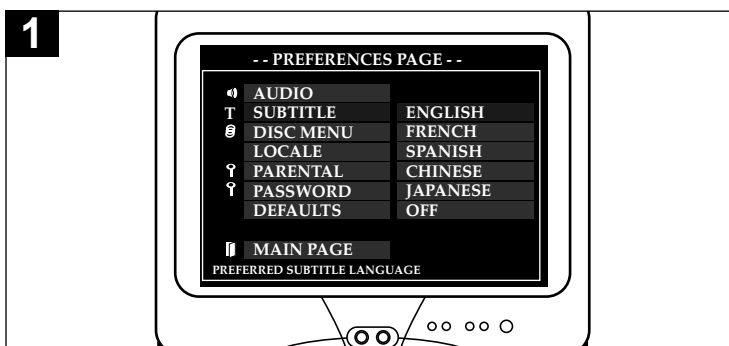 1
- - PREFERENCES PAGE - -
AUDIO
T SUBTITLE ENGLISH
DISC MENU FRENCH
LOCALE SPANISH
PARENTAL CHINESE
PASSWORD JAPANESE
DEFAULTS OFF
MAIN PAGE
PREFERRED SUBTITLE LANGUAGE